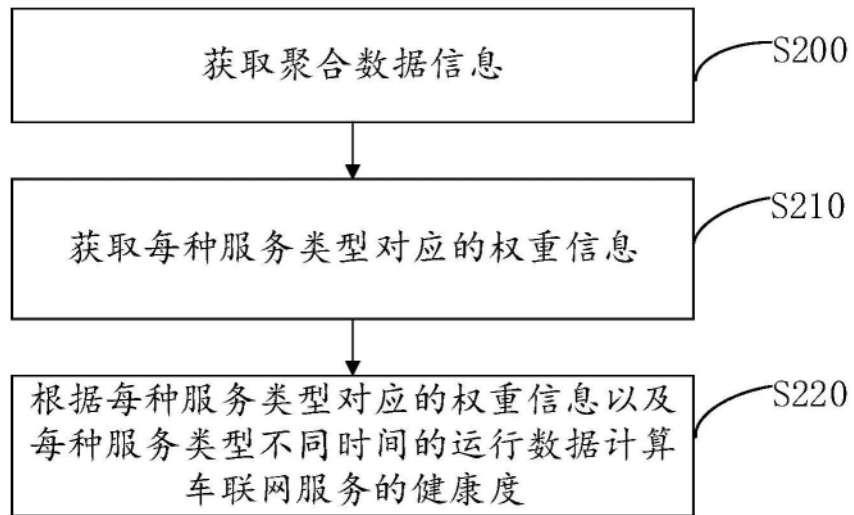 获取聚合数据信息
S200
获取每种服务类型对应的权重信息
S210
根据每种服务类型对应的权重信息以及
每种服务类型不同时间的运行数据计算
车联网服务的健康度
S220